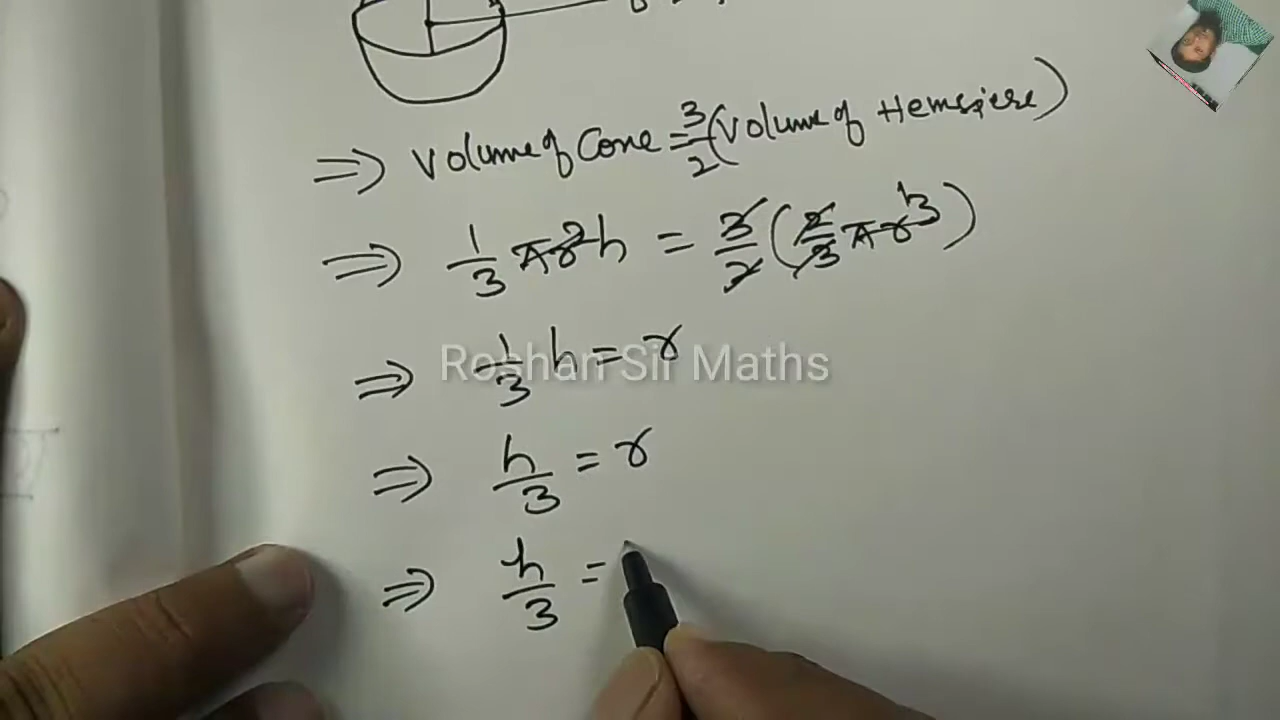 ⇒ Volume of Cone = 3/2 (Volume of Hemspiere)
⇒ 1/3 πr²h = 3/2 (2/3 πr³)
⇒ 1/3 h = r
Roshan Sir Maths
⇒ h/3 = r
⇒ h/3 =